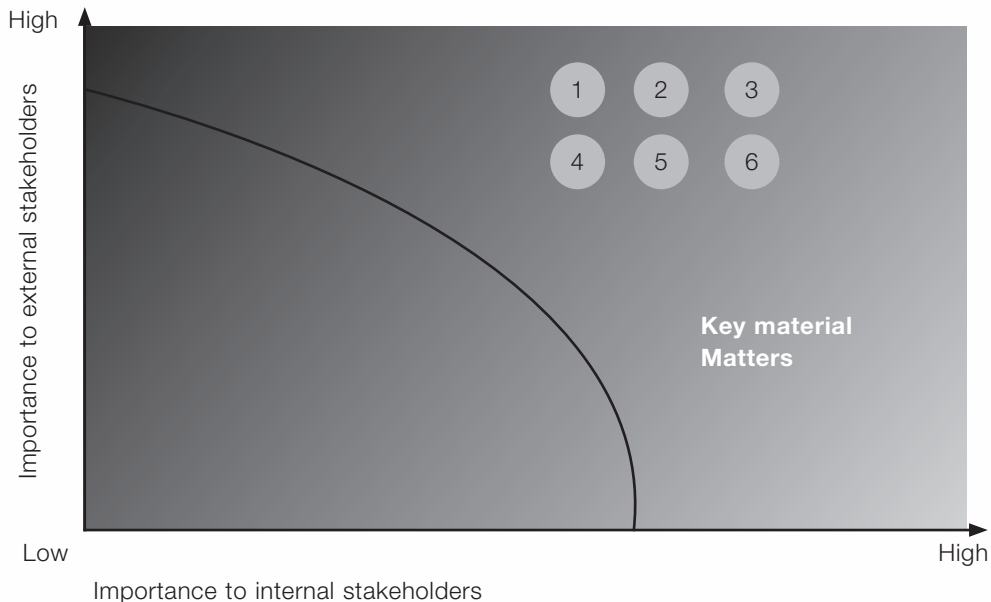 High
Importance to external stakeholders
1 2 3
4 5 6
Key material
Matters
Low
High
Importance to internal stakeholders